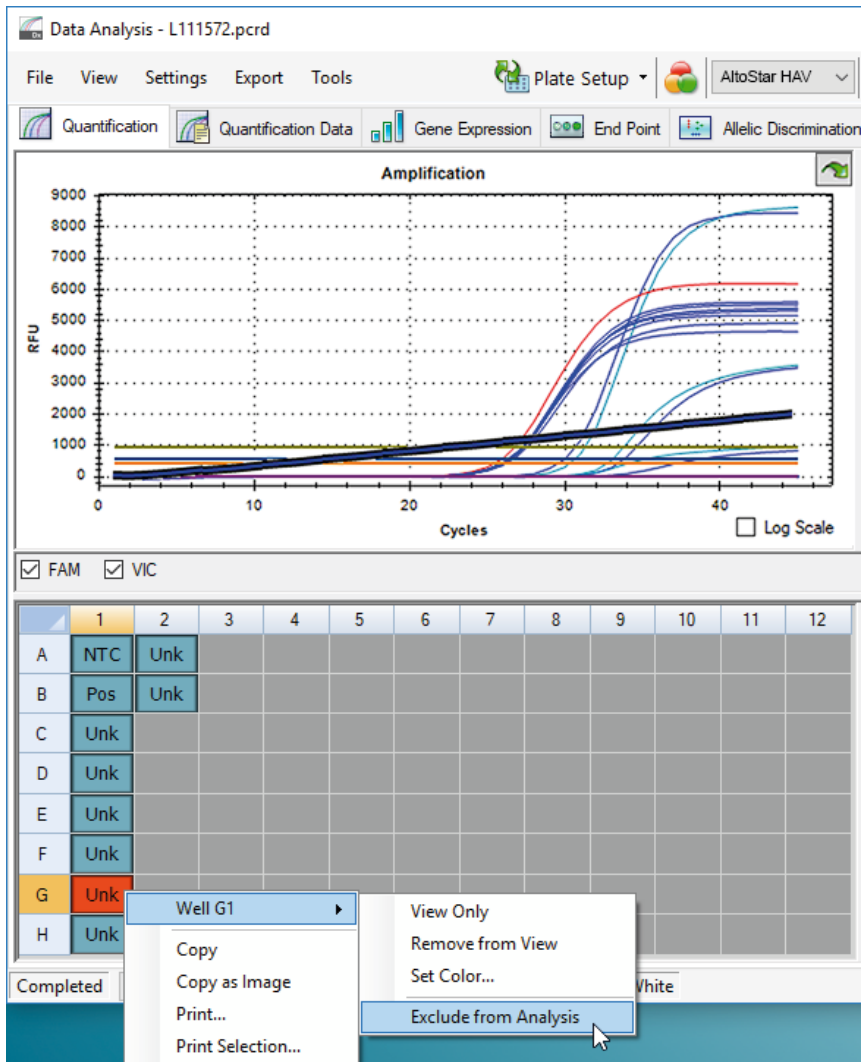 Data Analysis - L111572.pcrd
File View Settings Export Tools Plate Setup AltoStar HAV
Quantification Quantification Data Gene Expression End Point Allelic Discrimination
Amplification
9000
8000
7000
6000
5000
4000
3000
2000
1000
0
RFU
0 10 20 30 40
Cycles
Log Scale
FAM VIC
1 2 3 4 5 6 7 8 9 10 11 12
A NTC Unk
B Pos Unk
C Unk
D Unk
E Unk
F Unk
G Unk
H Unk
Well G1
Copy
Copy as Image
Print...
Print Selection...
View Only
Remove from View
Set Color...
Exclude from Analysis
Completed